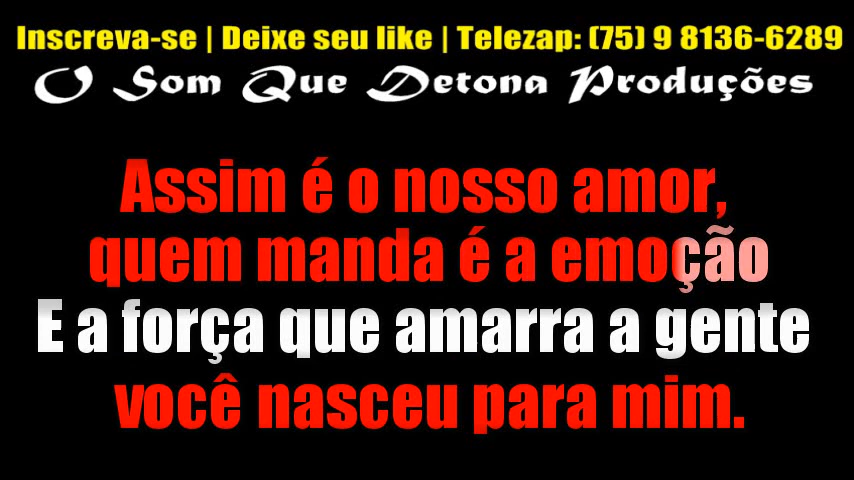 Inscreva-se | Deixe seu like | Telezap: (75) 9 8136-6289
O Som Que Detona Produções
Assim é o nosso amor,
quem manda é a emoção
E a força que amarra a gente
você nasceu para mim.